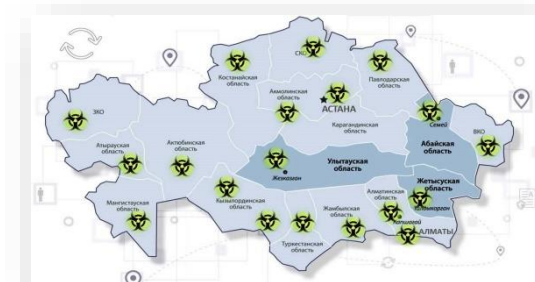 СКО
Костанайская
область
Павлодарская
область
Акмолинская
область
АСТАНА
ЗКО
Карагандинская
область
Семей
Абайская
область
ВКО
Атырауская
область
Актюбинская
область
Улытауская
область
Жезказган
Жетысуская
область
Талдыкорган
Мангистауская
область
Кызылординская
область
Жамбылская
область
Алматинская
область
Капшагай
АЛМАТЫ
Туркестанская
область